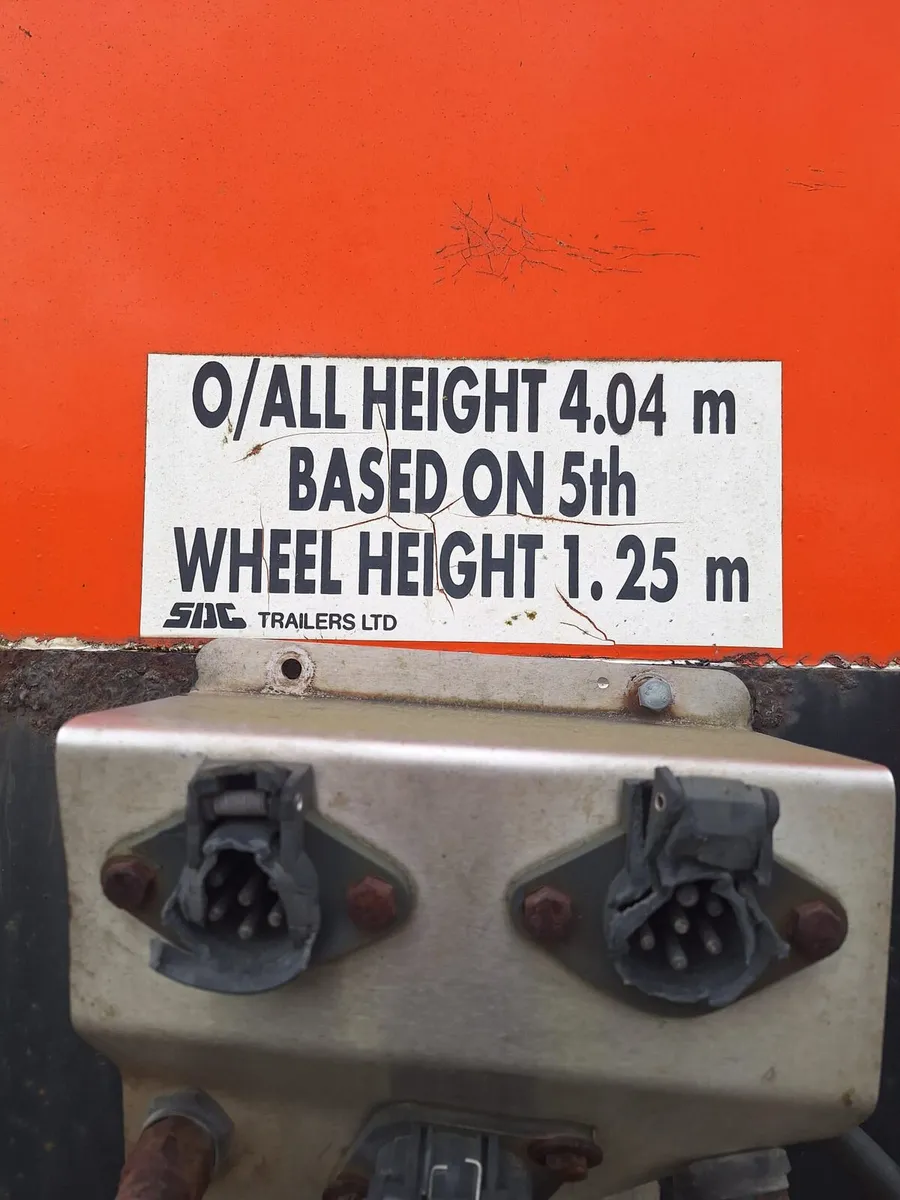 O/ALL HEIGHT 4.04 m
BASED ON 5th
WHEEL HEIGHT 1.25 m
SDC TRAILERS LTD